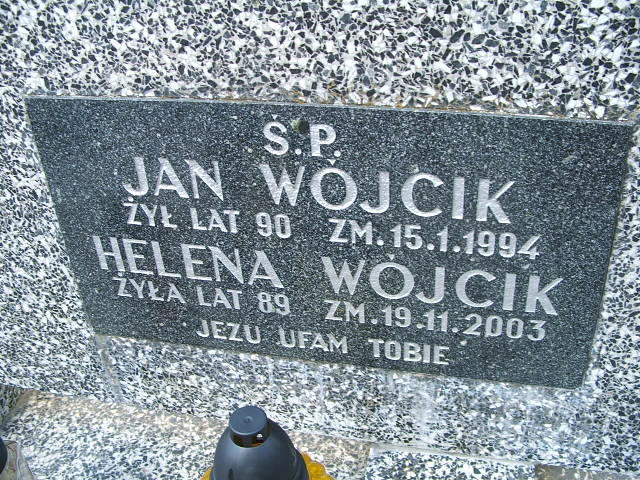 Ś.P.
JAN WÓJCIK
ŻYŁ LAT 90 ZM.15.1.1994
HELENA WÓJCIK
ŻYŁA LAT 89 ZM.19.11.2003
JEZU UFAM TOBIE